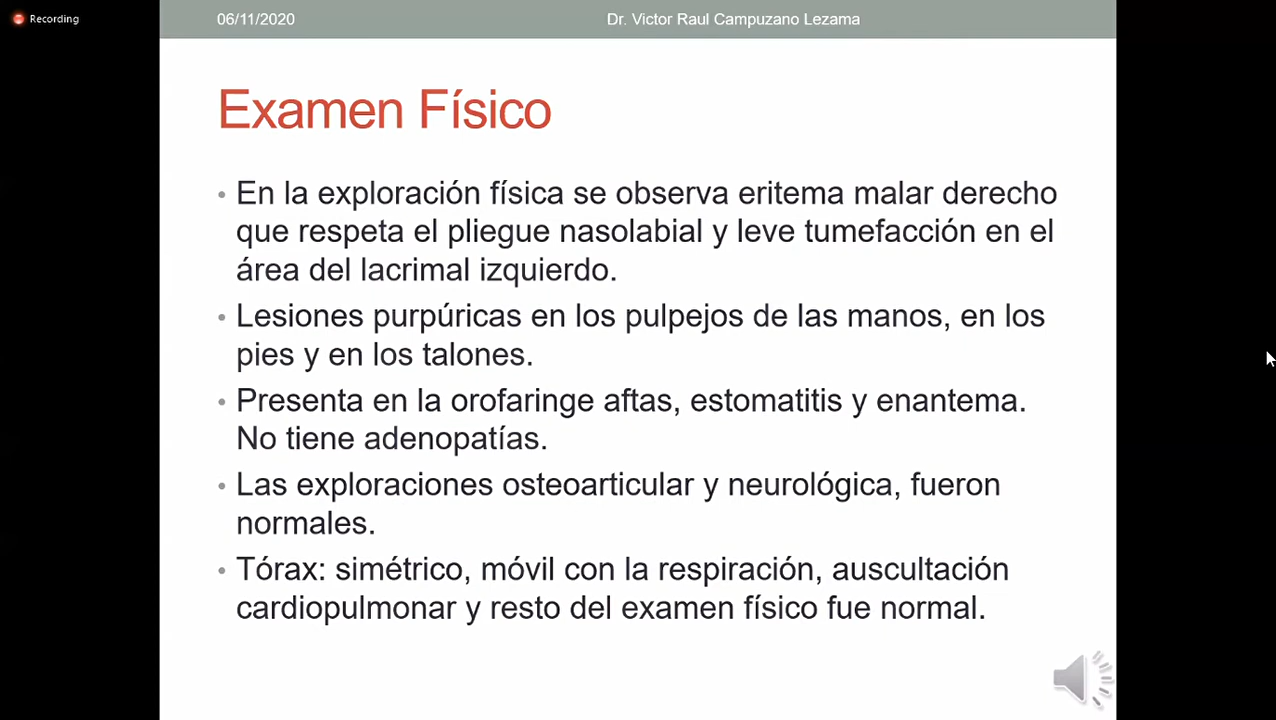 Recording
06/11/2020
Dr. Victor Raul Campuzano Lezama
Examen Físico
• En la exploración física se observa eritema malar derecho
que respeta el pliegue nasolabial y leve tumefacción en el
área del lacrimal izquierdo.
• Lesiones purpúricas en los pulpejos de las manos, en los
pies y en los talones.
• Presenta en la orofaringe aftas, estomatitis y enantema.
No tiene adenopatías.
• Las exploraciones osteoarticular y neurológica, fueron
normales.
• Tórax: simétrico, móvil con la respiración, auscultación
cardiopulmonar y resto del examen físico fue normal.